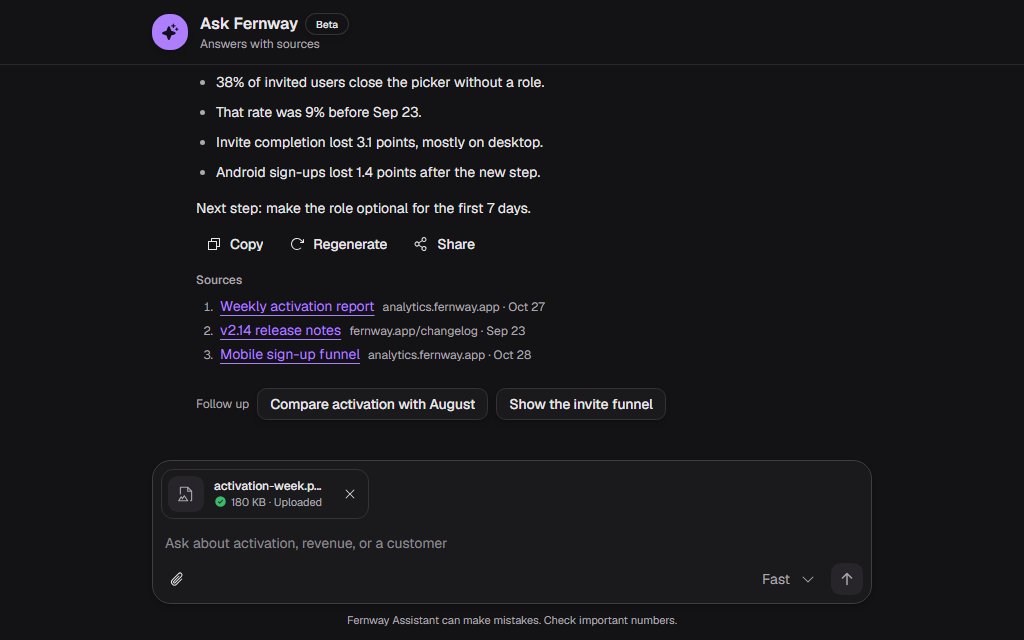 Ask Fernway Beta
Answers with sources
38% of invited users close the picker without a role.
That rate was 9% before Sep 23.
Invite completion lost 3.1 points, mostly on desktop.
Android sign-ups lost 1.4 points after the new step.
Next step: make the role optional for the first 7 days.
Copy Regenerate Share
Sources
1. Weekly activation report analytics.fernway.app · Oct 27
2. v2.14 release notes fernway.app/changelog · Sep 23
3. Mobile sign-up funnel analytics.fernway.app · Oct 28
Follow up Compare activation with August Show the invite funnel
activation-week.p...
180 KB · Uploaded
Ask about activation, revenue, or a customer
Fast
Fernway Assistant can make mistakes. Check important numbers.